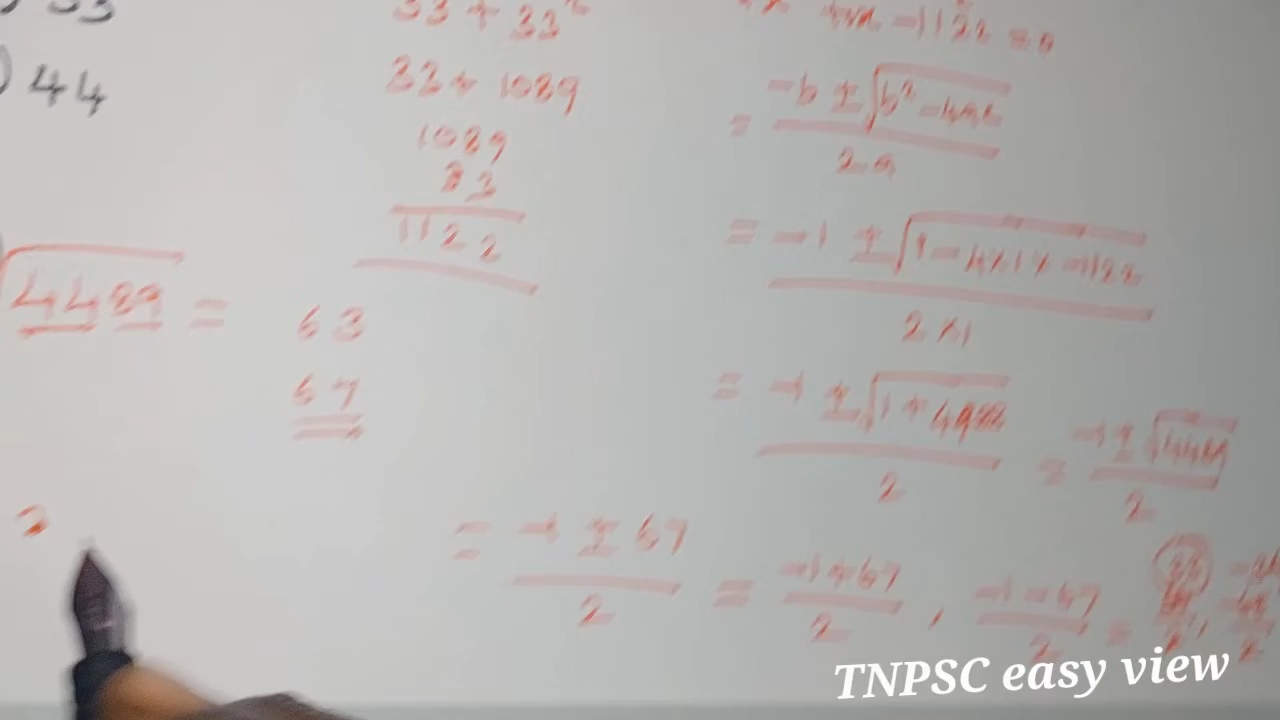 ) 33
) 44
33 + 33²
33 + 1089
1089
33
1122
√4489 =
63
67
2
x² + x - 1122 = 0
= -b ± √b² - 4ac / 2a
= -1 ± √1 - 4×1× -1122 / 2×1
= -1 ± √1 + 4488 / 2 = -1 ± √4489 / 2
= -1 ± 67 / 2 = -1 + 67 / 2 , -1 - 67 / 2 =
TNPSC easy view